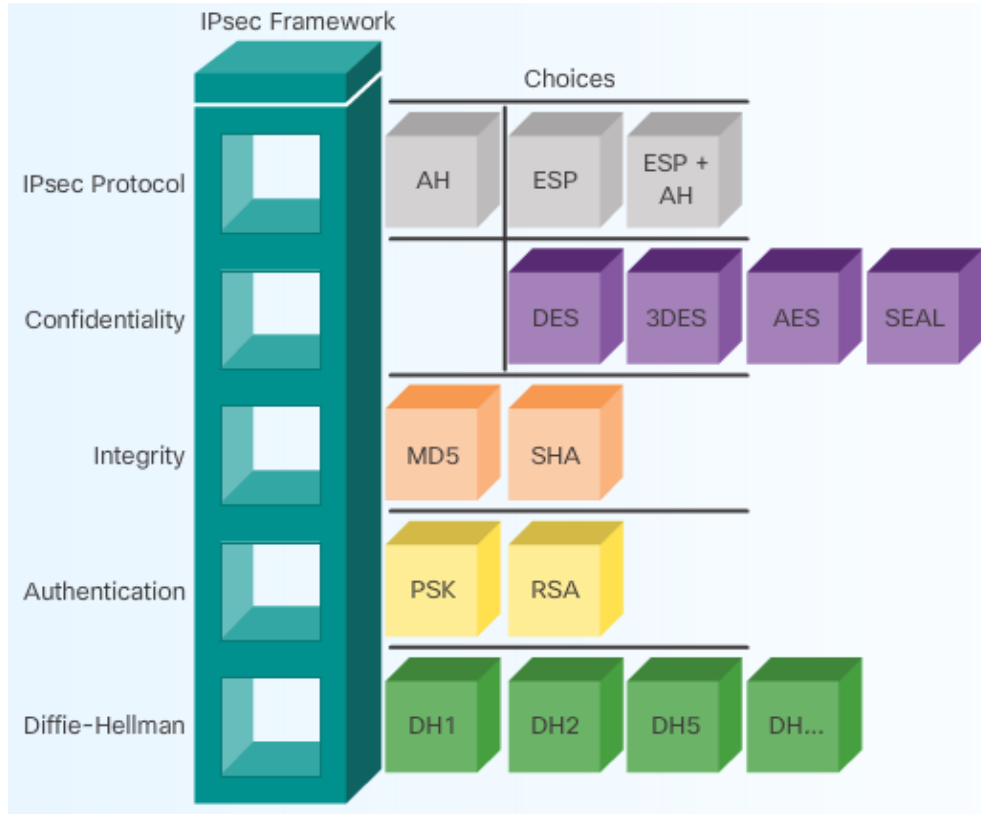 IPsec Framework
Choices
IPsec Protocol
AH
ESP
ESP +
AH
Confidentiality
DES
3DES
AES
SEAL
Integrity
MD5
SHA
Authentication
PSK
RSA
Diffie-Hellman
DH1
DH2
DH5
DH...